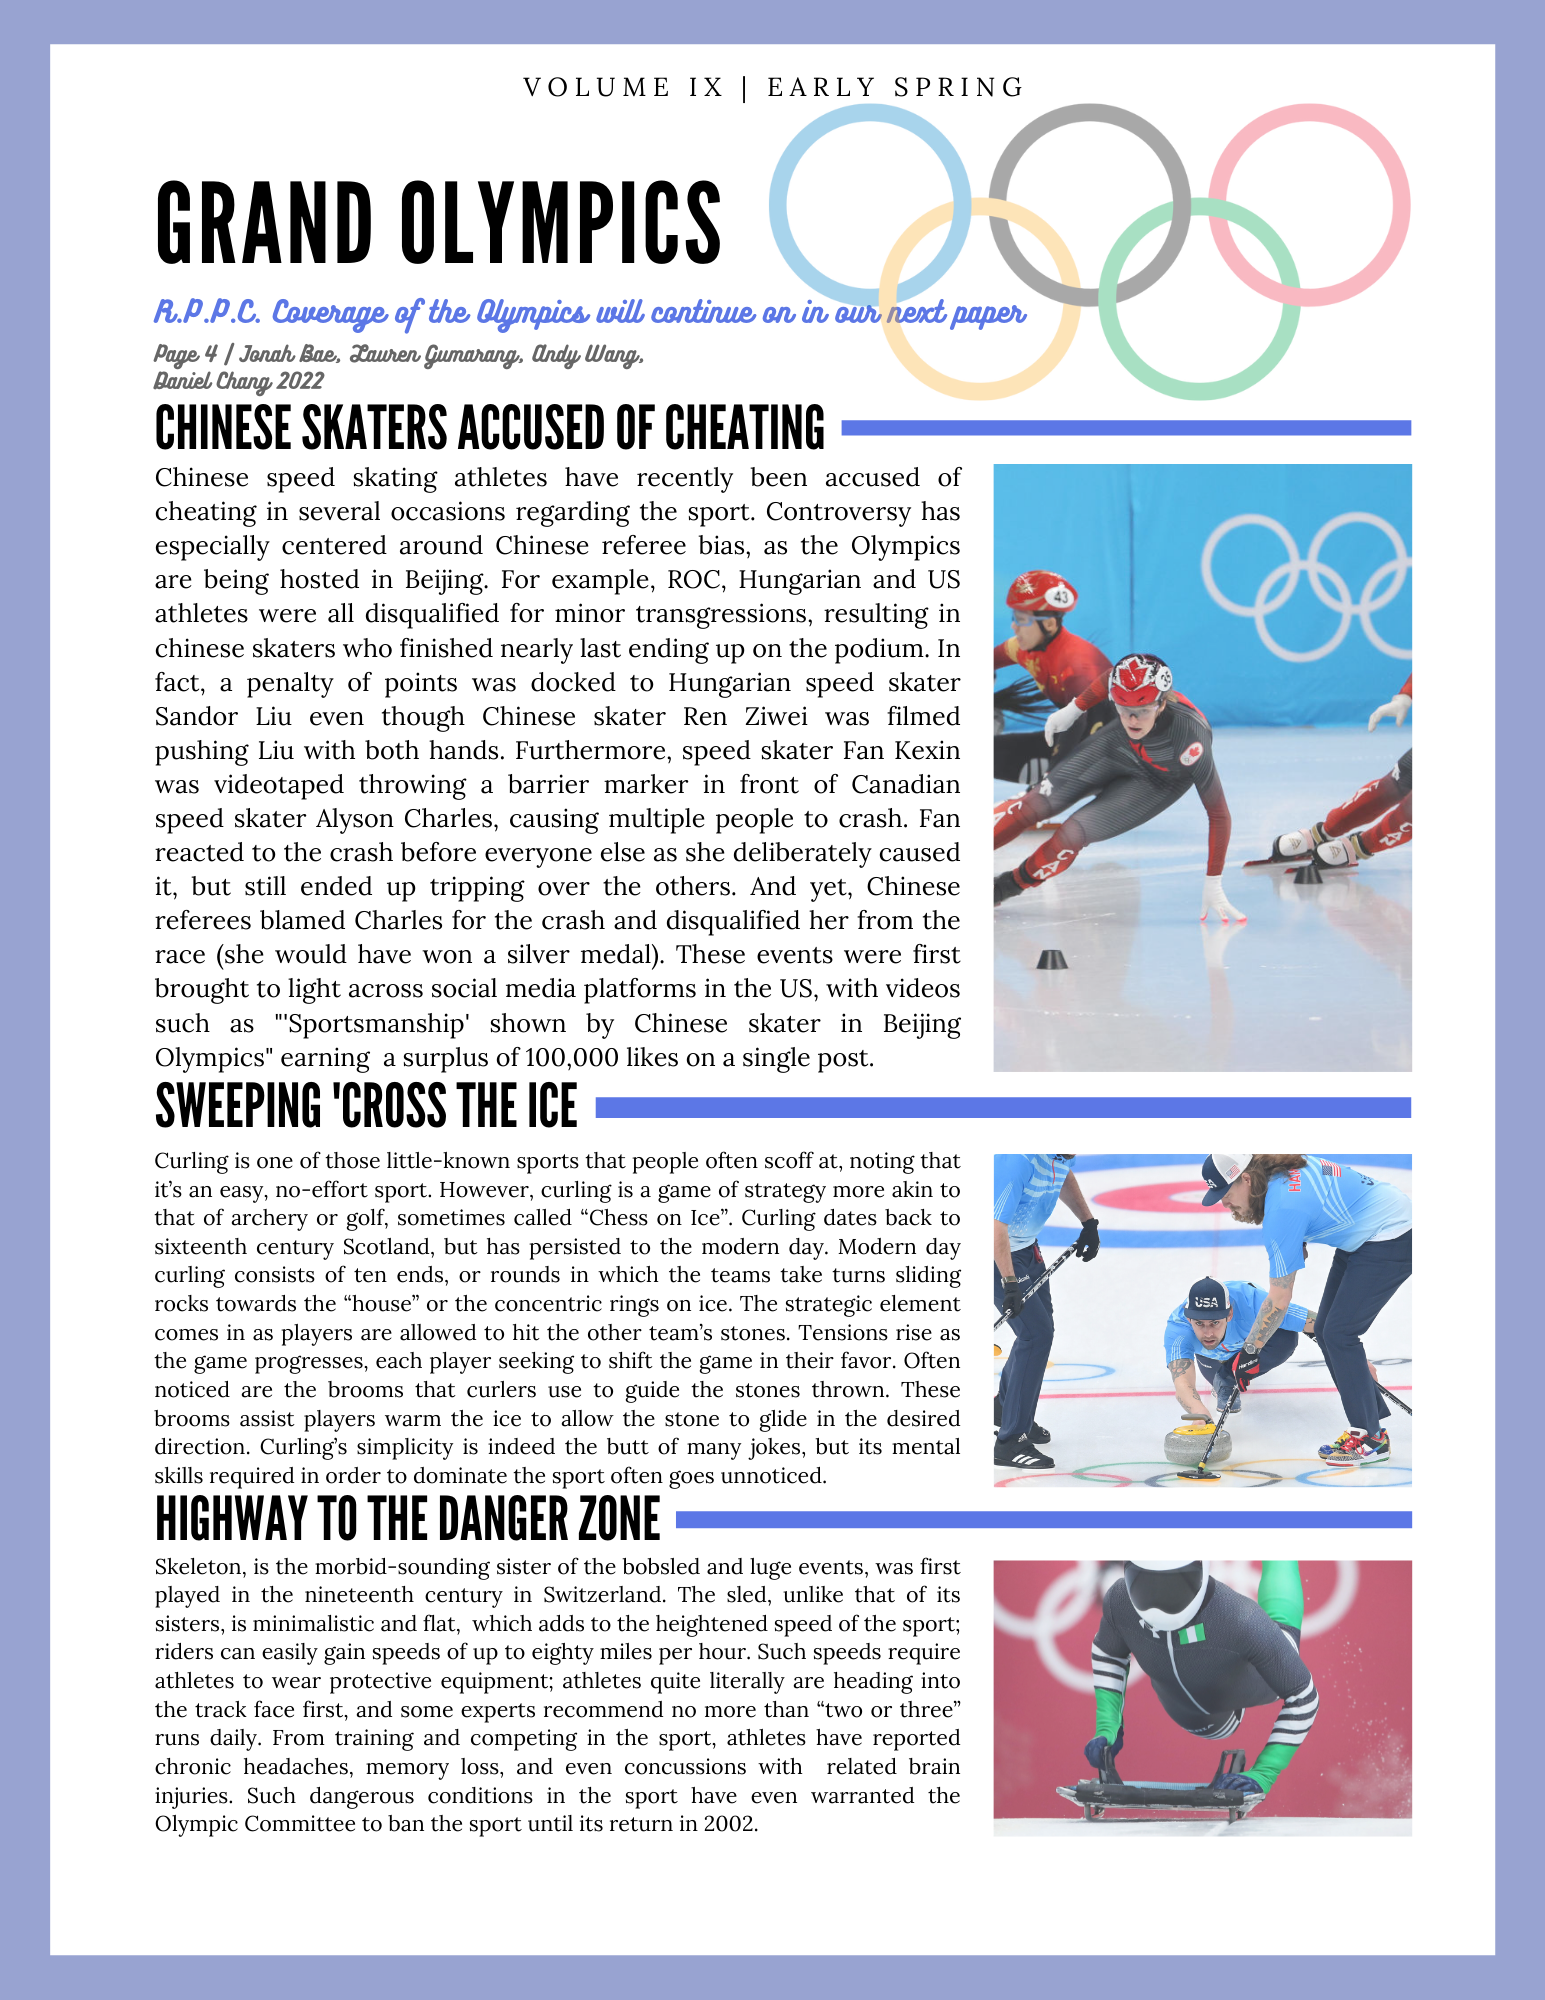 VOLUME IX | EARLY SPRING
GRAND OLYMPICS
R.P.P.C. Coverage of the Olympics will continue on in our next paper
Page 4 / Jonah Bae, Lauren Gumarang, Andy Wang,
Daniel Chang 2022
CHINESE SKATERS ACCUSED OF CHEATING
Chinese speed skating athletes have recently been accused of
cheating in several occasions regarding the sport. Controversy has
especially centered around Chinese referee bias, as the Olympics
are being hosted in Beijing. For example, ROC, Hungarian and US
athletes were all disqualified for minor transgressions, resulting in
chinese skaters who finished nearly last ending up on the podium. In
fact, a penalty of points was docked to Hungarian speed skater
Sandor Liu even though Chinese skater Ren Ziwei was filmed
pushing Liu with both hands. Furthermore, speed skater Fan Kexin
was videotaped throwing a barrier marker in front of Canadian
speed skater Alyson Charles, causing multiple people to crash. Fan
reacted to the crash before everyone else as she deliberately caused
it, but still ended up tripping over the others. And yet, Chinese
referees blamed Charles for the crash and disqualified her from the
race (she would have won a silver medal). These events were first
brought to light across social media platforms in the US, with videos
such as "'Sportsmanship' shown by Chinese skater in Beijing
Olympics" earning a surplus of 100,000 likes on a single post.
43
SWEEPING 'CROSS THE ICE
Curling is one of those little-known sports that people often scoff at, noting that
it's an easy, no-effort sport. However, curling is a game of strategy more akin to
that of archery or golf, sometimes called “Chess on Ice”. Curling dates back to
sixteenth century Scotland, but has persisted to the modern day. Modern day
curling consists of ten ends, or rounds in which the teams take turns sliding
rocks towards the “house” or the concentric rings on ice. The strategic element
comes in as players are allowed to hit the other team’s stones. Tensions rise as
the game progresses, each player seeking to shift the game in their favor. Often
noticed are the brooms that curlers use to guide the stones thrown. These
brooms assist players warm the ice to allow the stone to glide in the desired
direction. Curling’s simplicity is indeed the butt of many jokes, but its mental
skills required in order to dominate the sport often goes unnoticed.
USA
HIGHWAY TO THE DANGER ZONE
Skeleton, is the morbid-sounding sister of the bobsled and luge events, was first
played in the nineteenth century in Switzerland. The sled, unlike that of its
sisters, is minimalistic and flat, which adds to the heightened speed of the sport;
riders can easily gain speeds of up to eighty miles per hour. Such speeds require
athletes to wear protective equipment; athletes quite literally are heading into
the track face first, and some experts recommend no more than “two or three”
runs daily. From training and competing in the sport, athletes have reported
chronic headaches, memory loss, and even concussions with related brain
injuries. Such dangerous conditions in the sport have even warranted the
Olympic Committee to ban the sport until its return in 2002.